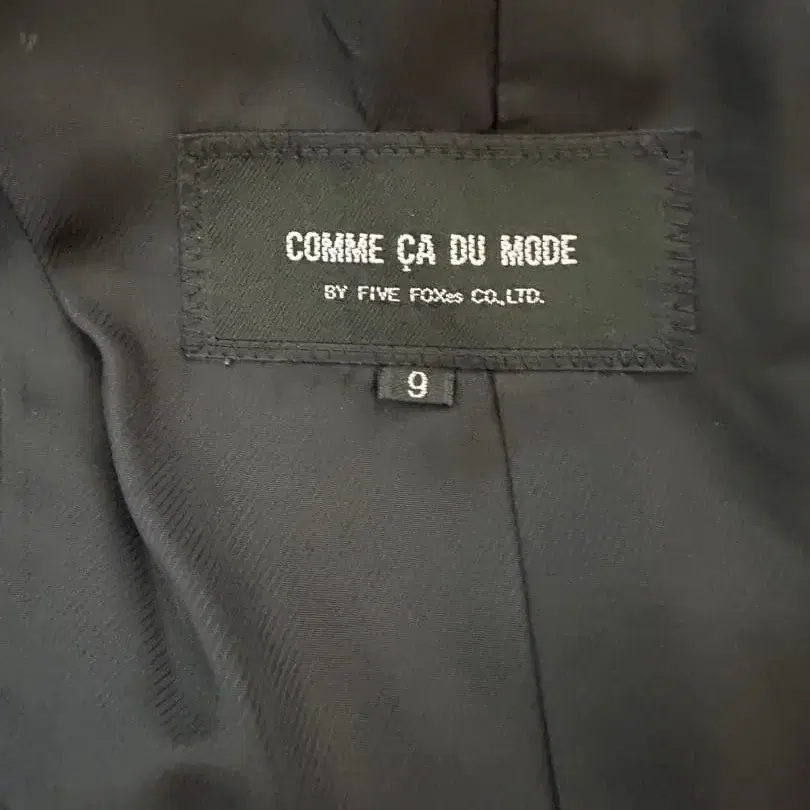 COMME ÇA DU MODE
BY FIVE FOXes CO.,LTD.
9